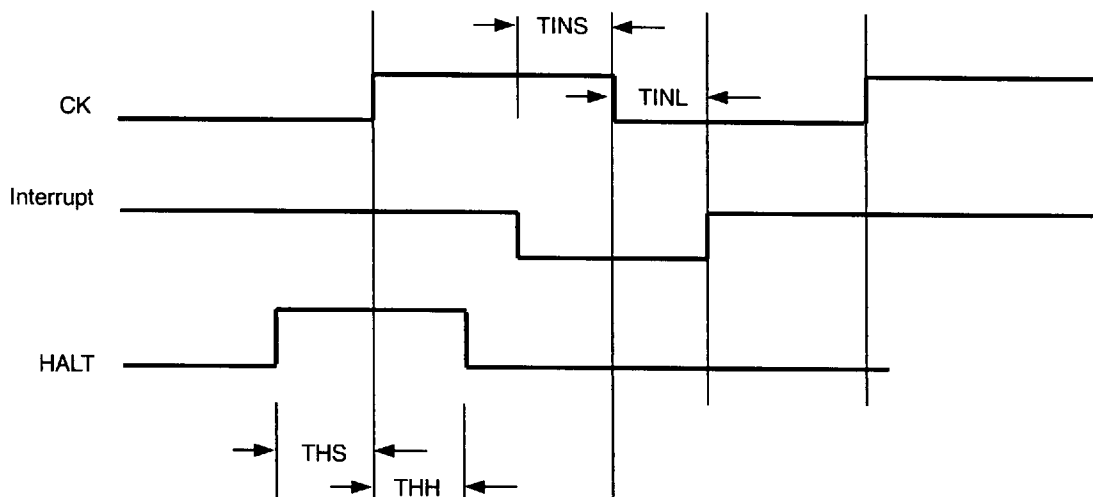 TINS
CK
TINL
Interrupt
HALT
THS
THH